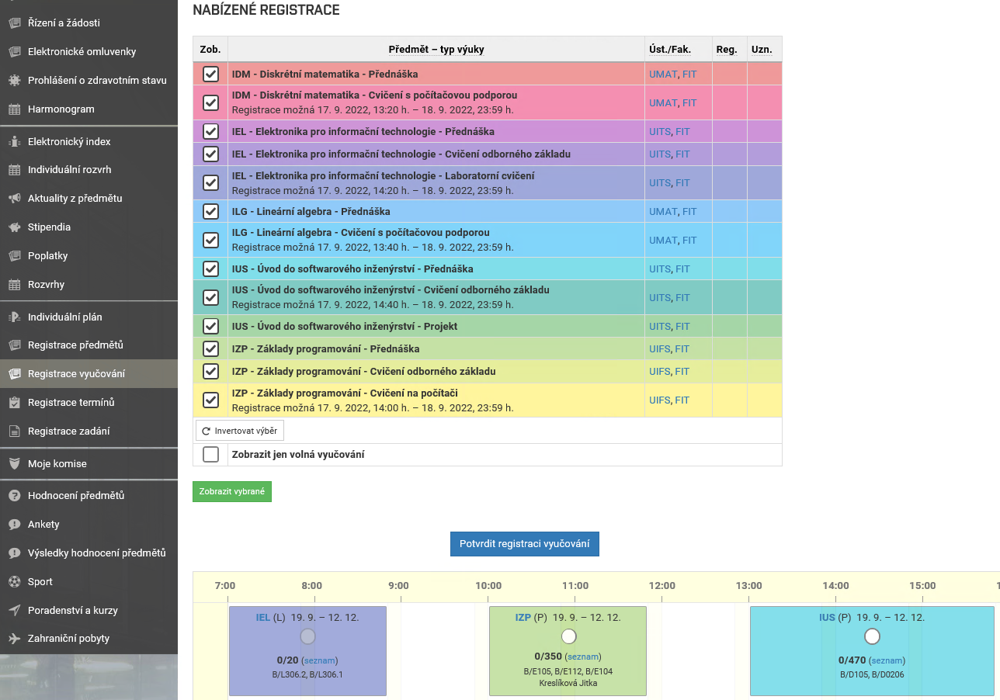 Řízení a žádosti
Elektronické omluvenky
Prohlášení o zdravotním stavu
Harmonogram
Elektronický index
Individuální rozvrh
Aktuality z předmětu
Stipendia
Poplatky
Rozvrhy
Individuální plán
Registrace předmětů
Registrace vyučování
Registrace termínů
Registrace zadání
Moje komise
Hodnocení předmětů
Ankety
Výsledky hodnocení předmětů
Sport
Poradenství a kurzy
Zahraniční pobyty
NABÍZENÉ REGISTRACE
Zob. Předmět – typ výuky Úst./Fak. Reg. Uzn.
IDM - Diskrétní matematika - Přednáška UMAT, FIT
IDM - Diskrétní matematika - Cvičení s počítačovou podporou
Registrace možná 17. 9. 2022, 13:20 h. – 18. 9. 2022, 23:59 h. UMAT, FIT
IEL - Elektronika pro informační technologie - Přednáška UITS, FIT
IEL - Elektronika pro informační technologie - Cvičení odborného základu UITS, FIT
IEL - Elektronika pro informační technologie - Laboratorní cvičení
Registrace možná 17. 9. 2022, 14:20 h. – 18. 9. 2022, 23:59 h. UITS, FIT
ILG - Lineární algebra - Přednáška UMAT, FIT
ILG - Lineární algebra - Cvičení s počítačovou podporou
Registrace možná 17. 9. 2022, 13:40 h. – 18. 9. 2022, 23:59 h. UMAT, FIT
IUS - Úvod do softwarového inženýrství - Přednáška UITS, FIT
IUS - Úvod do softwarového inženýrství - Cvičení odborného základu
Registrace možná 17. 9. 2022, 14:40 h. – 18. 9. 2022, 23:59 h. UITS, FIT
IUS - Úvod do softwarového inženýrství - Projekt UITS, FIT
IZP - Základy programování - Přednáška UIFS, FIT
IZP - Základy programování - Cvičení odborného základu UIFS, FIT
IZP - Základy programování - Cvičení na počítači
Registrace možná 17. 9. 2022, 14:00 h. – 18. 9. 2022, 23:59 h. UIFS, FIT
Invertovat výběr
Zobrazit jen volná vyučování
Zobrazit vybrané
Potvrdit registraci vyučování
7:00 8:00 9:00 10:00 11:00 12:00 13:00 14:00 15:00
IEL (L) 19. 9. – 12. 12.
0/20 (seznam)
B/L306.2, B/L306.1
IZP (P) 19. 9. – 12. 12.
0/350 (seznam)
B/E105, B/E112, B/E104
Kreslíková Jitka
IUS (P) 19. 9. – 12. 12.
0/470 (seznam)
B/D105, B/D0206